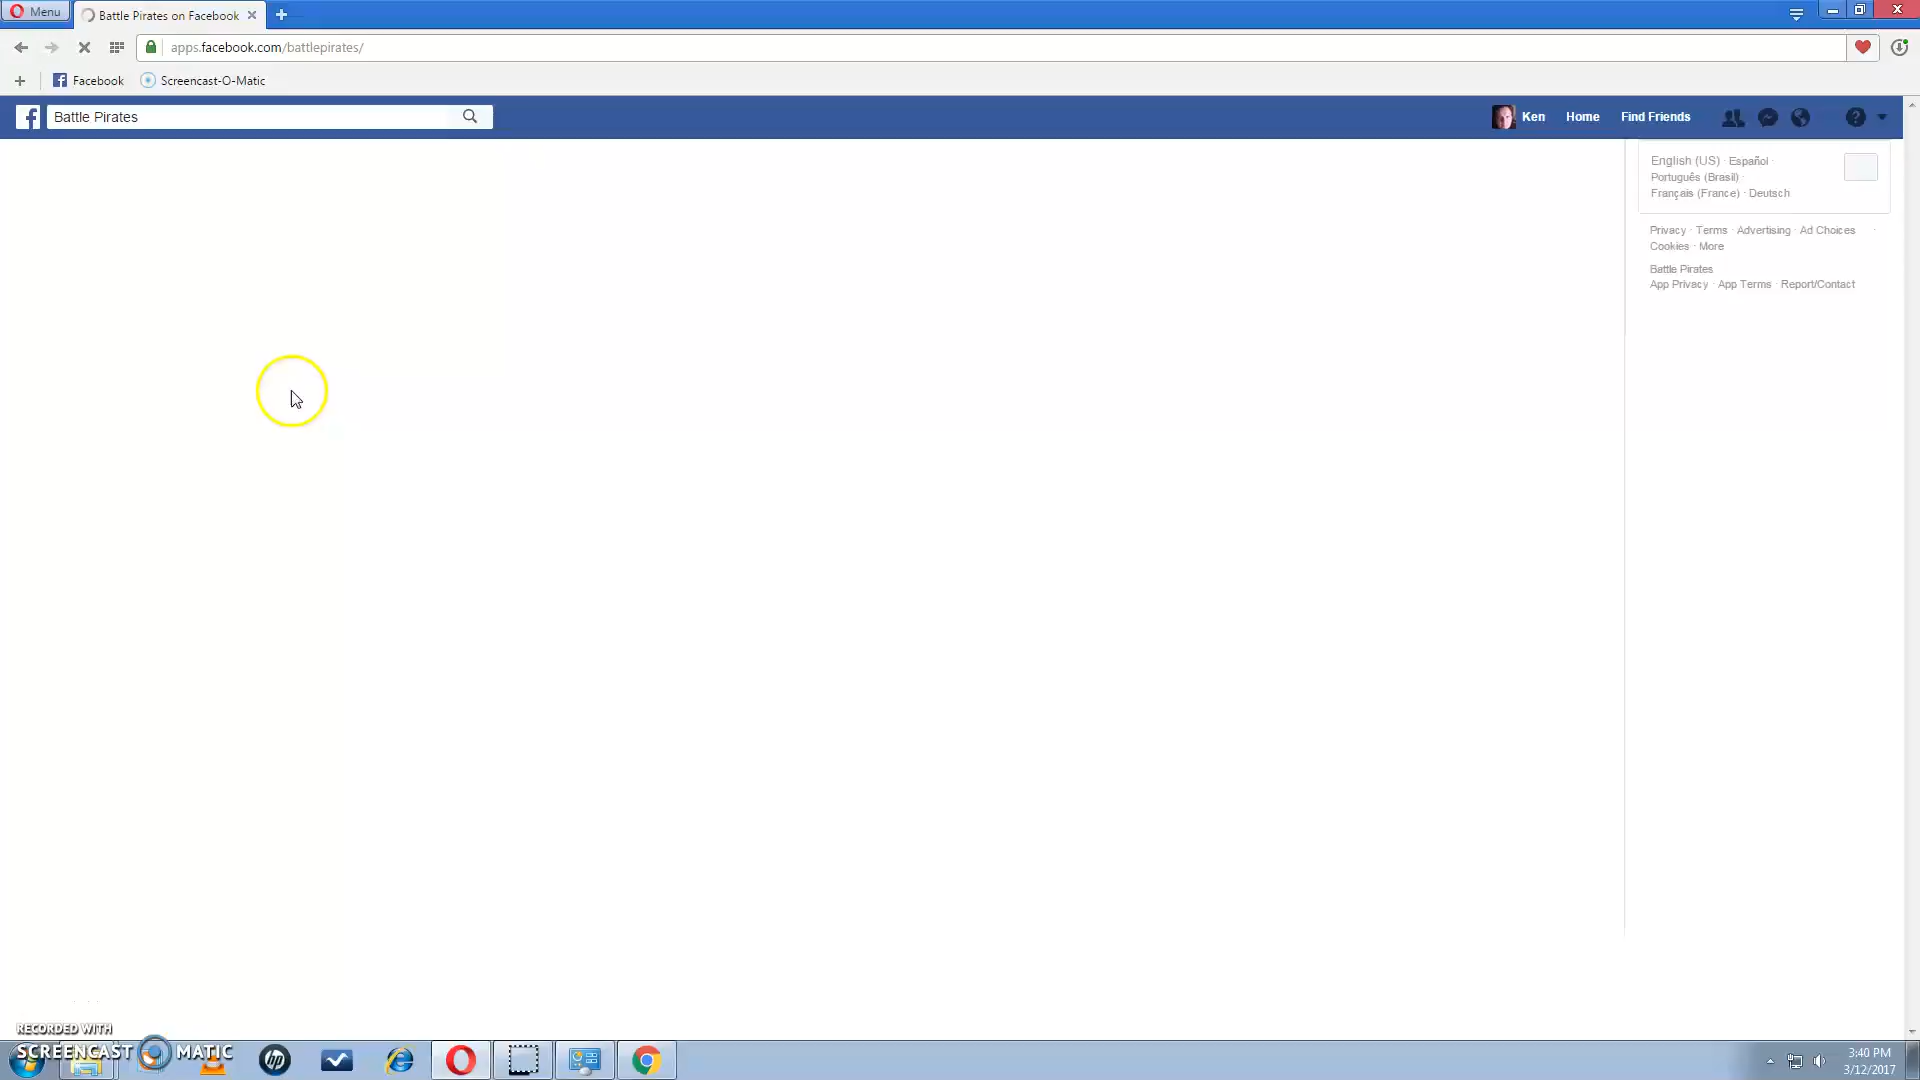 Menu
Battle Pirates on Facebook
apps.facebook.com/battlepirates/
Facebook
Screencast-O-Matic
Battle Pirates
Ken
Home
Find Friends
English (US) · Español ·
Português (Brasil) ·
Français (France) · Deutsch
Privacy · Terms · Advertising · Ad Choices ·
Cookies · More
Battle Pirates
App Privacy · App Terms · Report/Contact
RECORDED WITH
SCREENCAST MATIC
hp
3:40 PM
3/12/2017